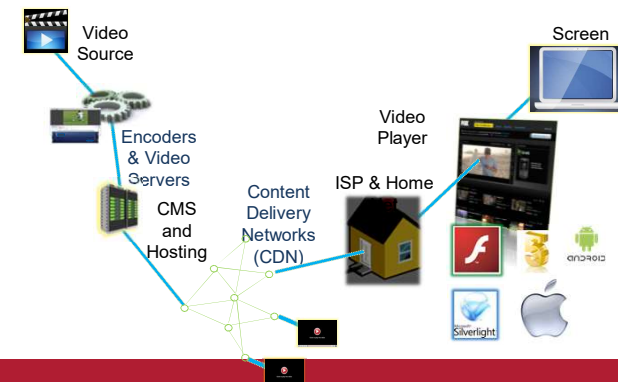 Video
Source
Encoders
& Video
Servers
CMS
and
Hosting
Content
Delivery
Networks
(CDN)
ISP & Home
Video
Player
Screen
ANDROID
Microsoft
Silverlight